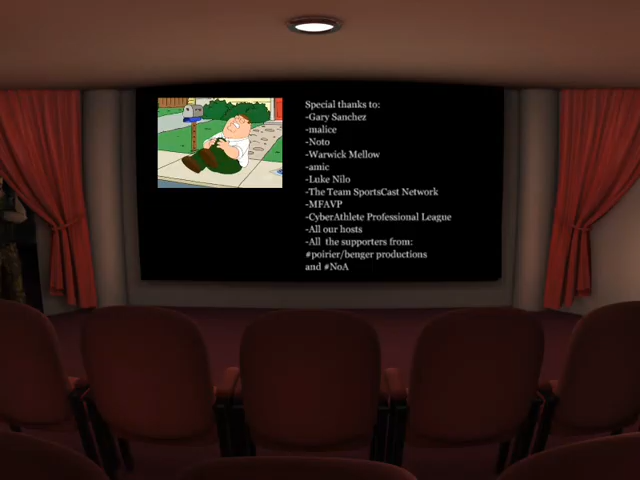 Special thanks to:
-Gary Sanchez
-malice
-Noto
-Warwick Mellow
-amic
-Luke Nilo
-The Team SportsCast Network
-MFAVP
-CyberAthlete Professional League
-All our hosts
-All the supporters from:
#poirier/benger productions
and #NoA